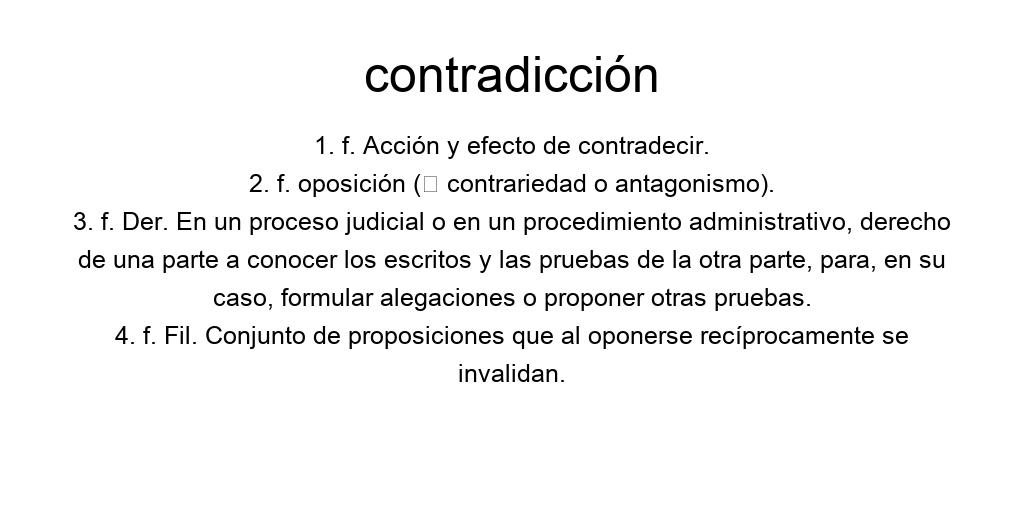 contradicción
1. f. Acción y efecto de contradecir.
2. f. oposición (□ contrariedad o antagonismo).
3. f. Der. En un proceso judicial o en un procedimiento administrativo, derecho
de una parte a conocer los escritos y las pruebas de la otra parte, para, en su
caso, formular alegaciones o proponer otras pruebas.
4. f. Fil. Conjunto de proposiciones que al oponerse recíprocamente se
invalidan.